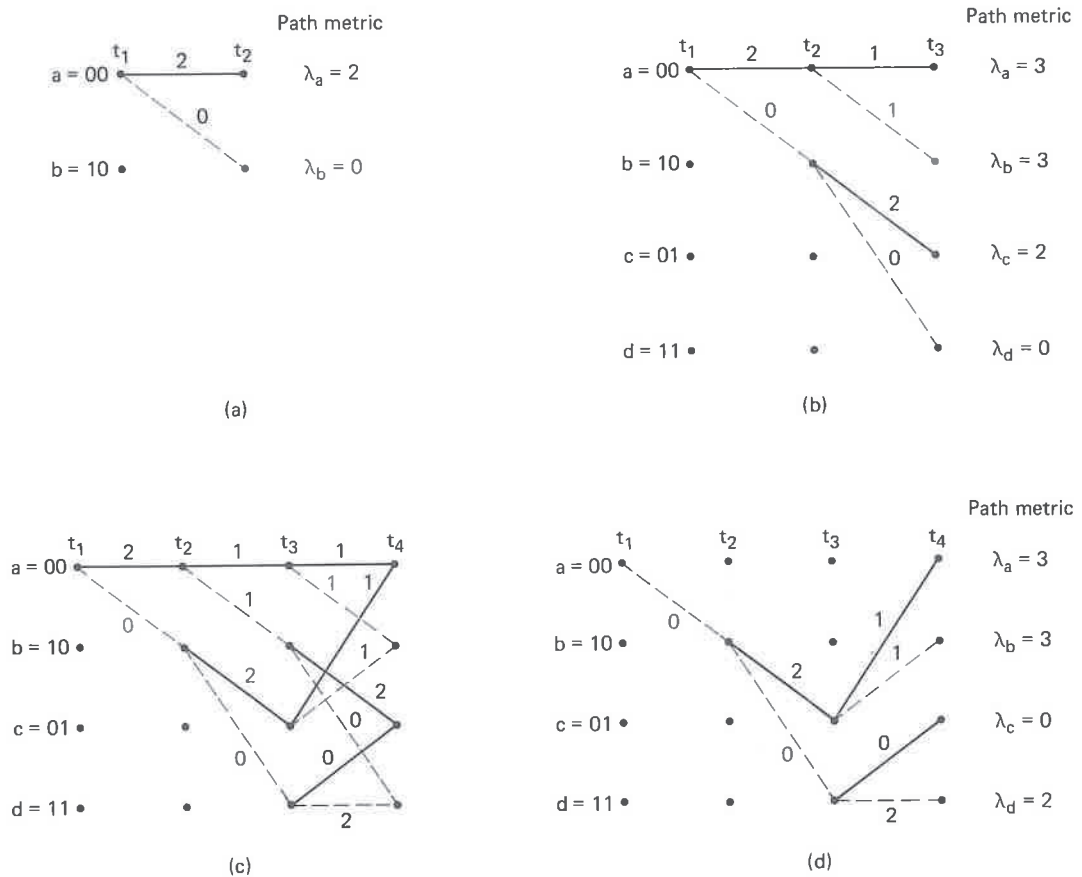 Path metric
t1 t2
a = 00 2 λa = 2
0
b = 10 λb = 0
(a)
Path metric
t1 t2 t3
a = 00 2 1 λa = 3
0 1
b = 10 λb = 3
2
c = 01 0 λc = 2
d = 11 λd = 0
(b)
t1 2 t2 1 t3 1 t4
a = 00 1 1
0 1
b = 10 1
2 2
c = 01 0
0 0
d = 11 2
(c)
Path metric
t1 t2 t3 t4
a = 00 λa = 3
0 1
b = 10 1 λb = 3
2
c = 01 λc = 0
0 0
d = 11 2 λd = 2
(d)